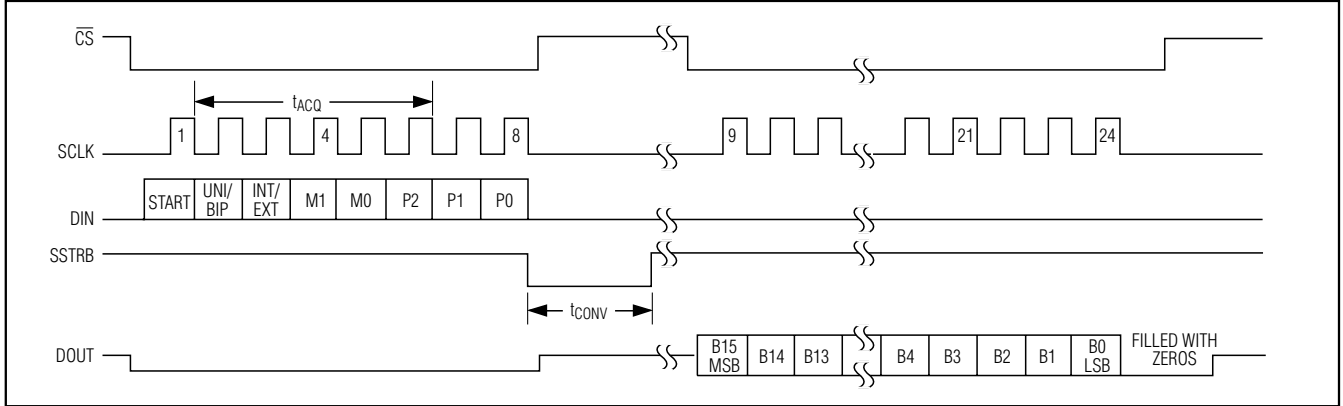 CS
tACQ
SCLK
1
4
8
9
21
24
DIN
START
UNI/
BIP
INT/
EXT
M1
M0
P2
P1
P0
SSTRB
tCONV
DOUT
B15
MSB
B14
B13
B4
B3
B2
B1
B0
LSB
FILLED WITH
ZEROS